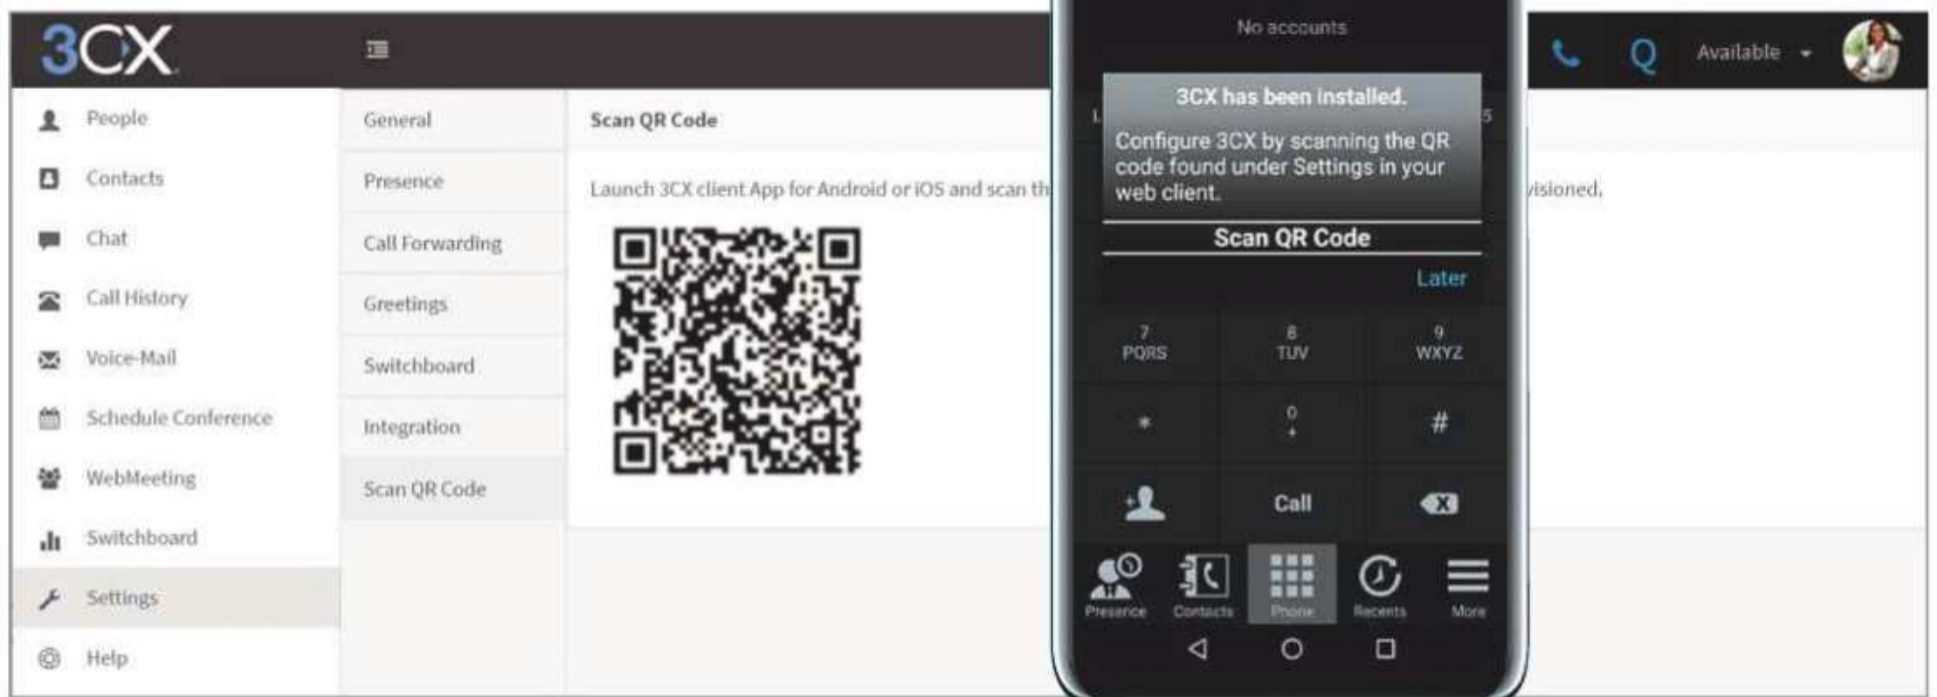 3CX
Available
People
Contacts
Chat
Call History
Voice-Mail
Schedule Conference
WebMeeting
Switchboard
Settings
Help
General
Presence
Call Forwarding
Greetings
Switchboard
Integration
Scan QR Code
Scan QR Code
Launch 3CX client App for Android or iOS and scan th
visioned.
No accounts
3CX has been installed.
Configure 3CX by scanning the QR
code found under Settings in your
web client.
Scan QR Code
Later
7 8 9
PQRS TUV WXYZ
* 0 #
+
+ Call X
Presence Contacts Phone Recents More